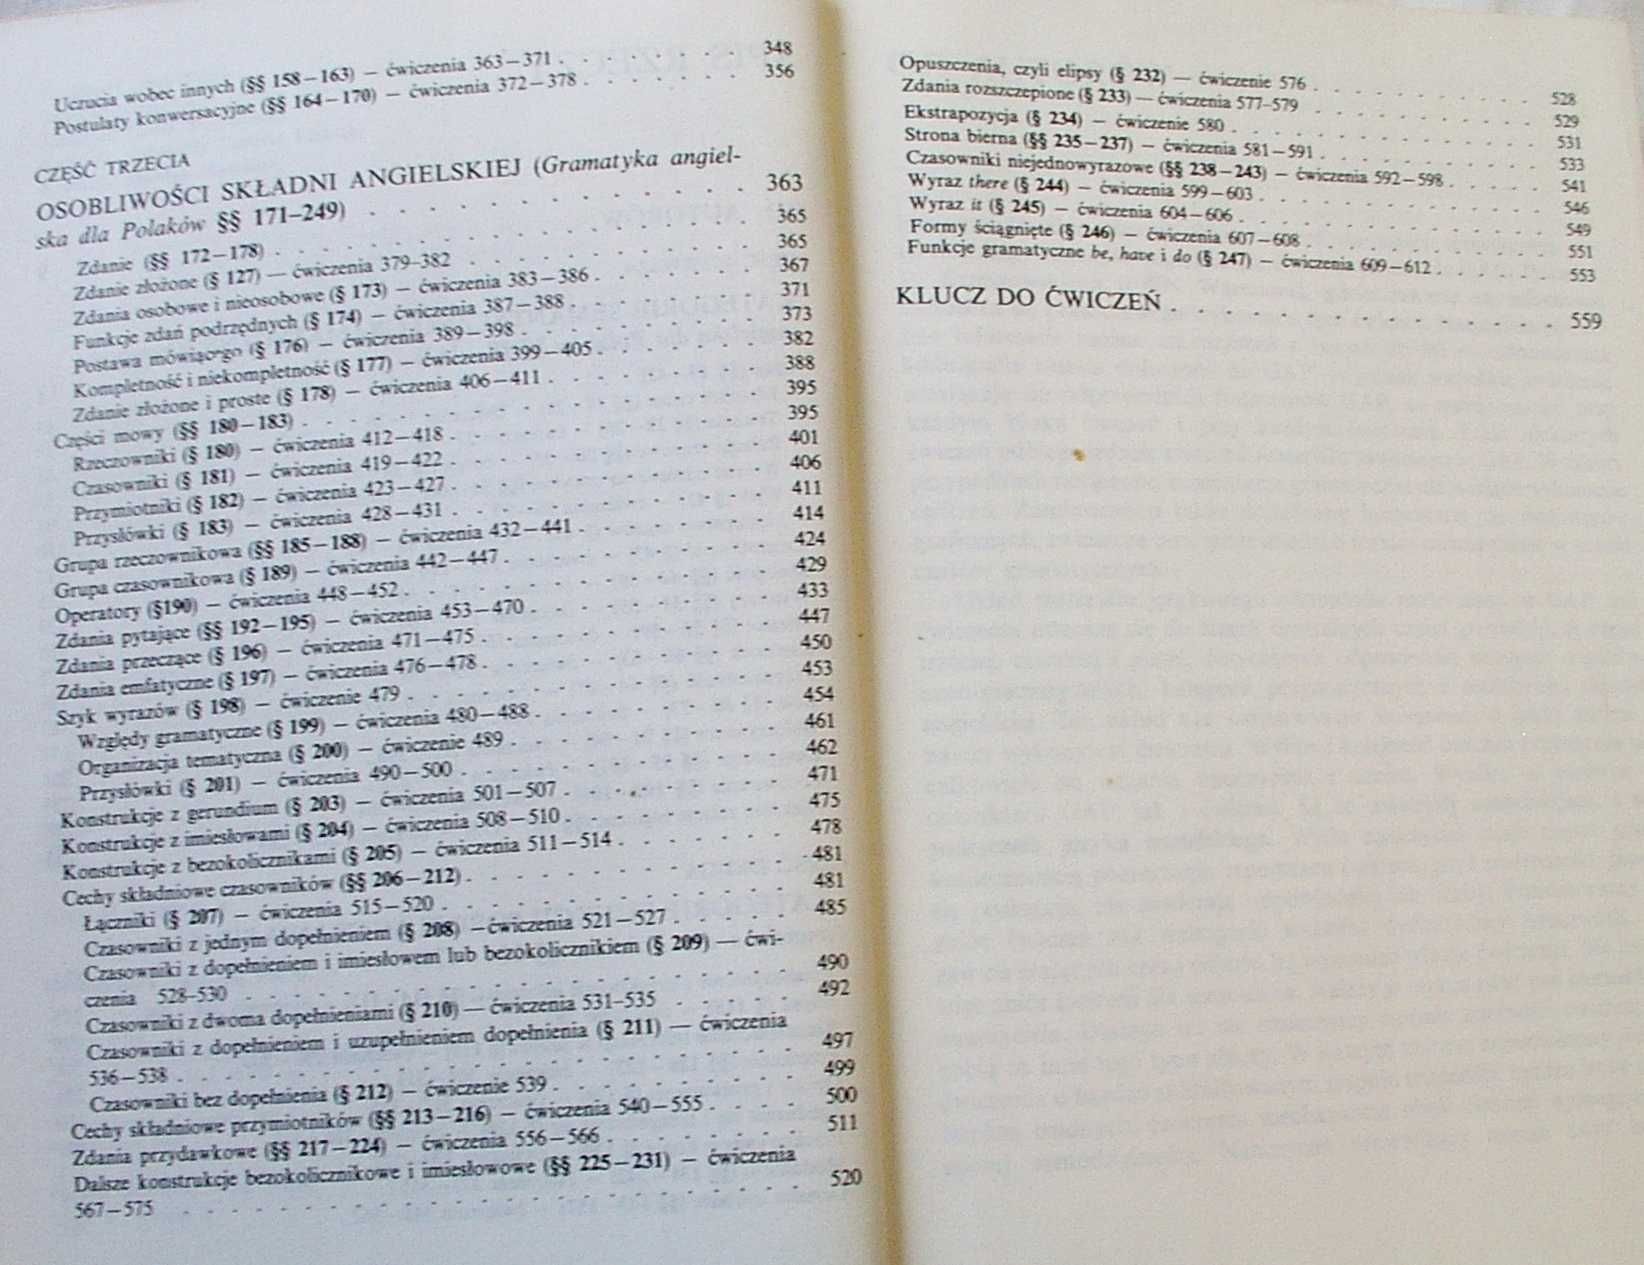 Uczucia wobec innych (§§ 158–163) — ćwiczenia 363–371 . . . . . . . 348
Postulaty konwersacyjne (§§ 164–170) — ćwiczenia 372–378 . . . . . . . 356
CZĘŚĆ TRZECIA
OSOBLIWOŚCI SKŁADNI ANGIELSKIEJ (Gramatyka angiel-
ska dla Polaków §§ 171–249) . . . . . . . 363
Zdanie (§§ 172–178) . . . . . . . 365
Zdanie złożone (§ 127) — ćwiczenia 379–382 . . . . . . . 365
Zdania osobowe i nieosobowe (§ 173) — ćwiczenia 383–386 . . . . . . . 367
Funkcje zdań podrzędnych (§ 174) — ćwiczenia 387–388 . . . . . . . 371
Postawa mówiącego (§ 176) — ćwiczenia 389–398 . . . . . . . 373
Kompletność i niekompletność (§ 177) — ćwiczenia 399–405 . . . . . . . 382
Zdanie złożone i proste (§ 178) — ćwiczenia 406–411 . . . . . . . 388
Części mowy (§§ 180–183) . . . . . . . 395
Rzeczowniki (§ 180) — ćwiczenia 412–418 . . . . . . . 395
Czasowniki (§ 181) — ćwiczenia 419–422 . . . . . . . 401
Przymiotniki (§ 182) — ćwiczenia 423–427 . . . . . . . 406
Przysłówki (§ 183) — ćwiczenia 428–431 . . . . . . . 411
Grupa rzeczownikowa (§§ 185–188) — ćwiczenia 432–441 . . . . . . . 414
Grupa czasownikowa (§ 189) — ćwiczenia 442–447 . . . . . . . 424
Operatory (§190) — ćwiczenia 448–452 . . . . . . . 429
Zdania pytające (§§ 192–195) — ćwiczenia 453–470 . . . . . . . 433
Zdania przeczące (§ 196) — ćwiczenia 471–475 . . . . . . . 447
Zdania emfatyczne (§ 197) — ćwiczenia 476–478 . . . . . . . 450
Szyk wyrazów (§ 198) — ćwiczenie 479 . . . . . . . 453
Względy gramatyczne (§ 199) — ćwiczenia 480–488 . . . . . . . 454
Organizacja tematyczna (§ 200) — ćwiczenie 489 . . . . . . . 461
Przysłówki (§ 201) — ćwiczenia 490–500 . . . . . . . 462
Konstrukcje z gerundium (§ 203) — ćwiczenia 501–507 . . . . . . . 471
Konstrukcje z imiesłowami (§ 204) — ćwiczenia 508–510 . . . . . . . 475
Konstrukcje z bezokolicznikami (§ 205) — ćwiczenia 511–514 . . . . . . . 478
Cechy składniowe czasowników (§§ 206–212) . . . . . . . 481
Łączniki (§ 207) — ćwiczenia 515–520 . . . . . . . 481
Czasowniki z jednym dopełnieniem (§ 208) — ćwiczenia 521–527 . . . . . . . 485
Czasowniki z dopełnieniem i imiesłowem lub bezokolicznikiem (§ 209) — ćwi-
czenia 528–530 . . . . . . . 490
Czasowniki z dwoma dopełnieniami (§ 210) — ćwiczenia 531–535 . . . . . . . 492
Czasowniki z dopełnieniem i uzupełnieniem dopełnienia (§ 211) — ćwiczenia
536–538 . . . . . . . 497
Czasowniki bez dopełnienia (§ 212) — ćwiczenie 539 . . . . . . . 499
Cechy składniowe przymiotników (§§ 213–216) — ćwiczenia 540–555 . . . . . . . 500
Zdania przydawkowe (§§ 217–224) — ćwiczenia 556–566 . . . . . . . 511
Dalsze konstrukcje bezokolicznikowe i imiesłowowe (§§ 225–231) — ćwiczenia
567–575 . . . . . . . 520
Opuszczenia, czyli elipsy (§ 232) — ćwiczenie 576 . . . . . . . 528
Zdania rozszczepione (§ 233) — ćwiczenia 577–579 . . . . . . . 529
Ekstrapozycja (§ 234) — ćwiczenie 580 . . . . . . . 531
Strona bierna (§§ 235–237) — ćwiczenia 581–591 . . . . . . . 533
Czasowniki niejednowyrazowe (§§ 238–243) — ćwiczenia 592–598 . . . . . . . 541
Wyraz there (§ 244) — ćwiczenia 599–603 . . . . . . . 546
Wyraz it (§ 245) — ćwiczenia 604–606 . . . . . . . 549
Formy ściągnięte (§ 246) — ćwiczenia 607–608 . . . . . . . 551
Funkcje gramatyczne be, have i do (§ 247) — ćwiczenia 609–612 . . . . . . . 553
KLUCZ DO ĆWICZEŃ . . . . . . . 559